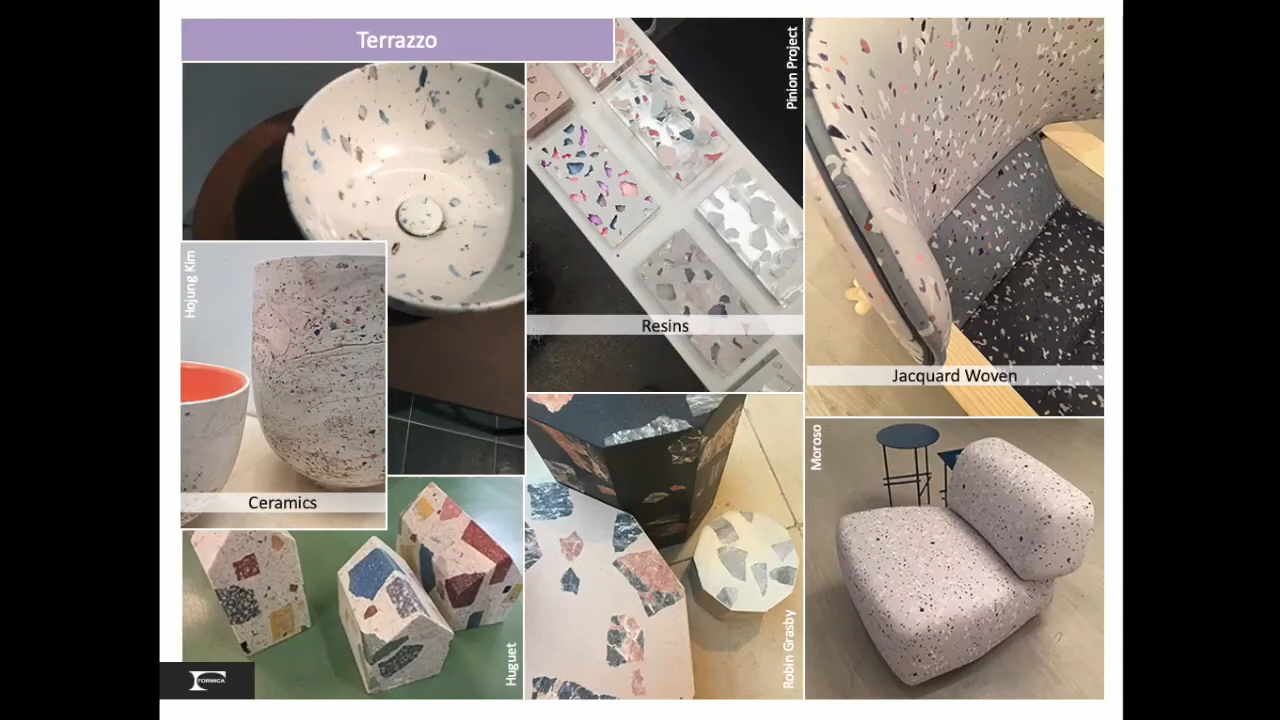 Terrazzo
Pinion Project
Hojung Kim
Resins
Jacquard Woven
Moroso
Ceramics
Huguet
Robin Grasby
FORMICA